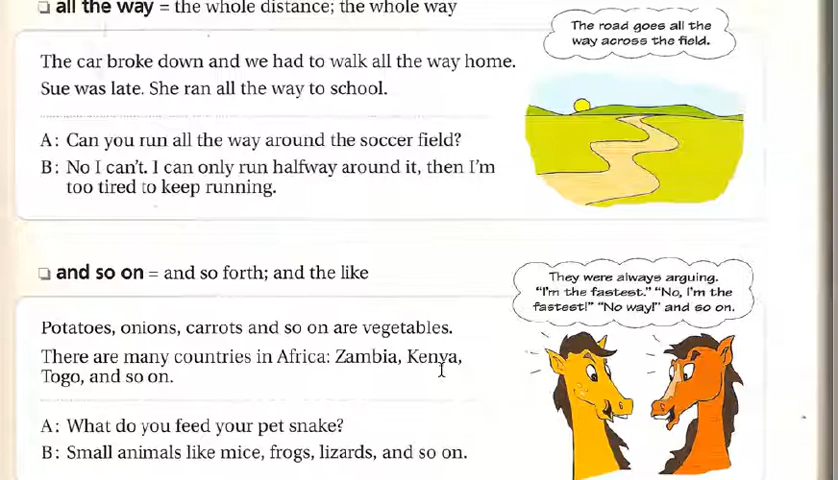 all the way = the whole distance; the whole way
The road goes all the
way across the field.
The car broke down and we had to walk all the way home.
Sue was late. She ran all the way to school.
A: Can you run all the way around the soccer field?
B: No I can't. I can only run halfway around it, then I'm
too tired to keep running.
and so on = and so forth; and the like
They were always arguing.
"I'm the fastest." "No, I'm the
fastest!" "No way!" and so on.
Potatoes, onions, carrots and so on are vegetables.
There are many countries in Africa: Zambia, Kenya,
Togo, and so on.
A: What do you feed your pet snake?
B: Small animals like mice, frogs, lizards, and so on.